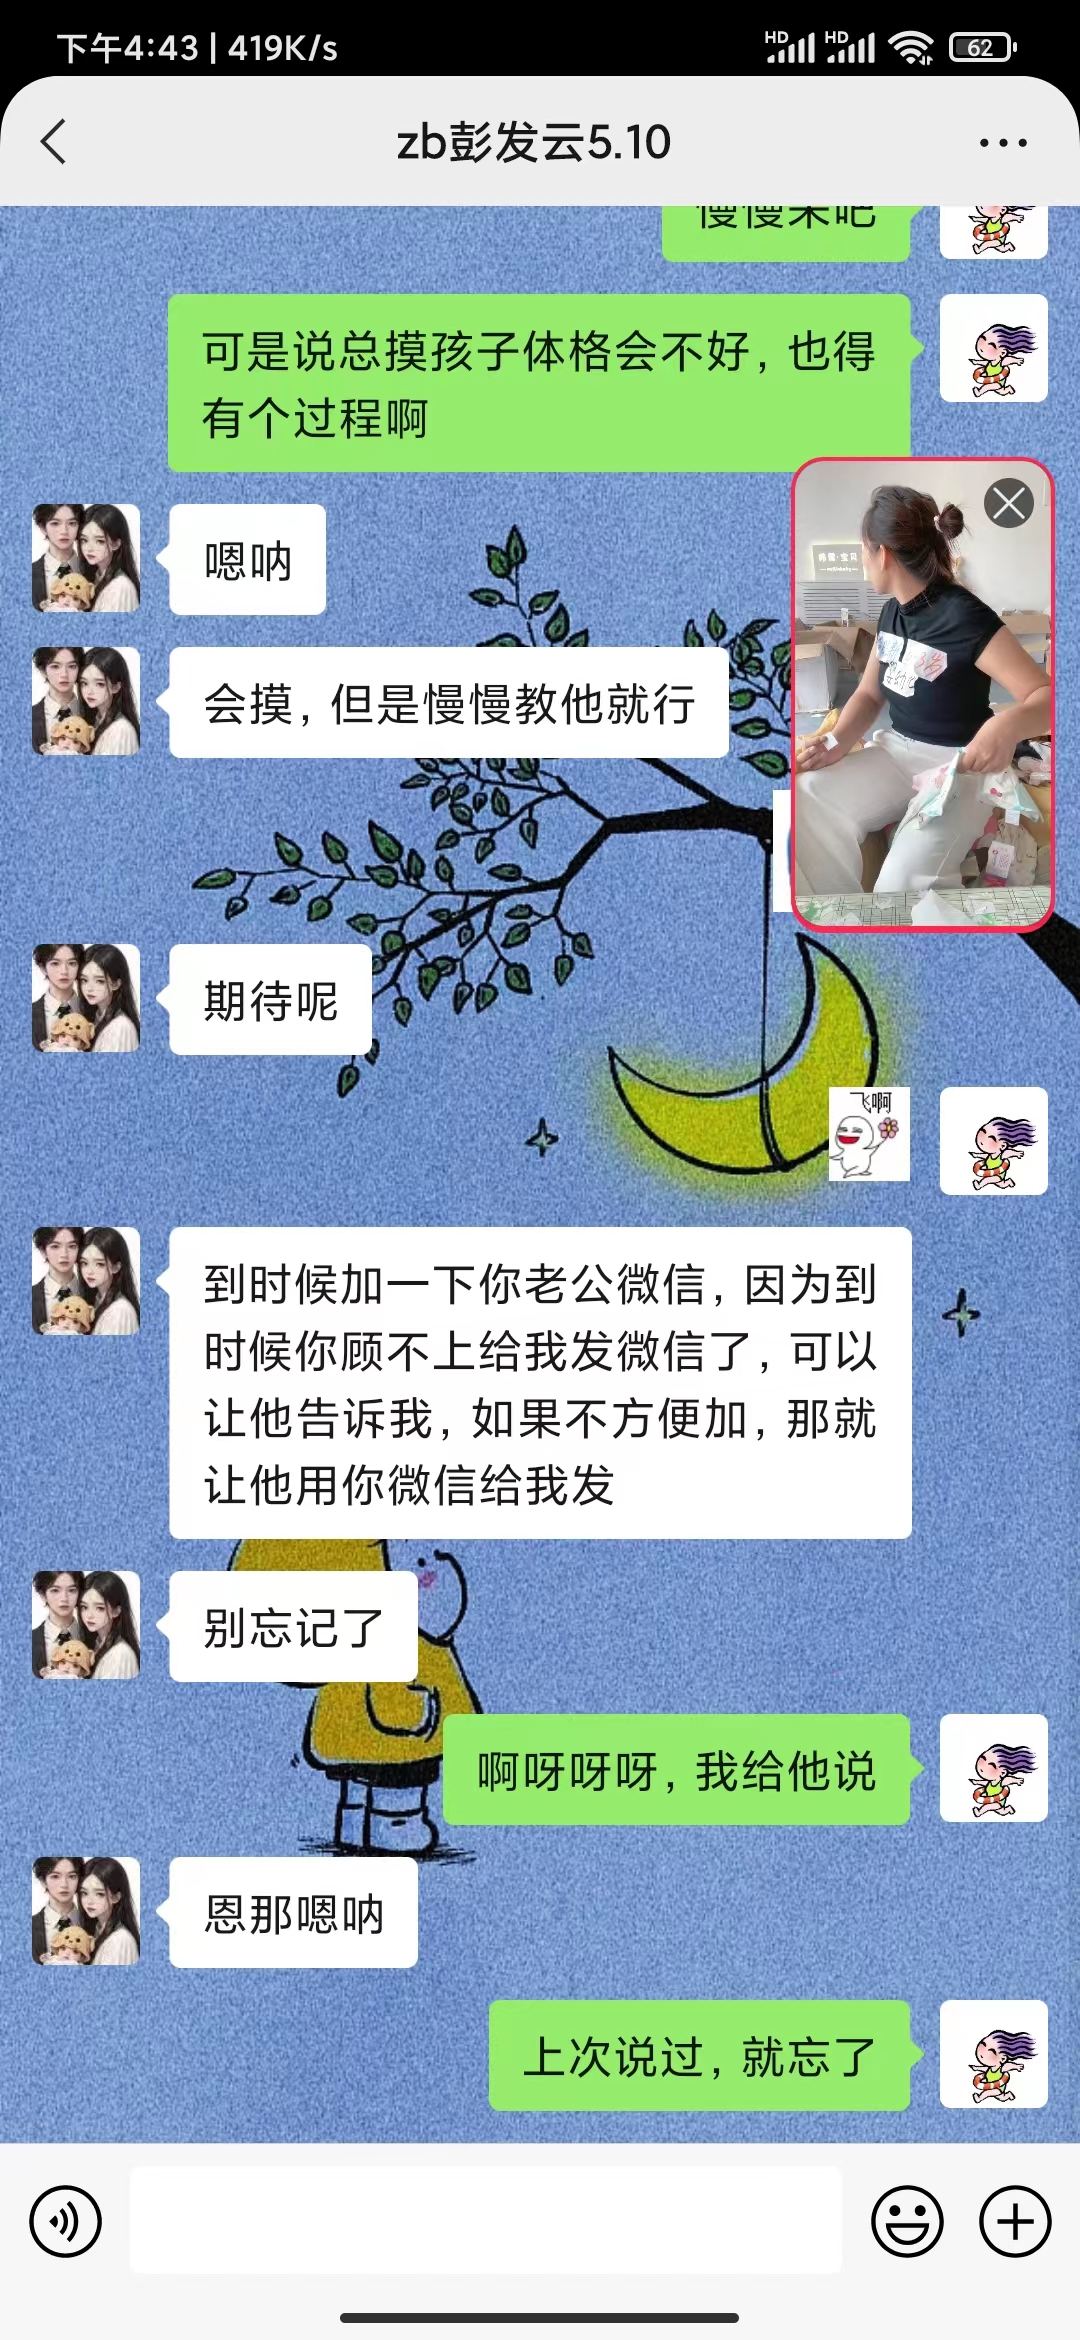 下午4:43 | 419K/s
HD
HD
62
zb彭发云5.10
慢慢来吧
可是说总摸孩子体格会不好，也得
有个过程啊
嗯呐
会摸，但是慢慢教他就行
期待呢
飞啊
到时候加一下你老公微信，因为到
时候你顾不上给我发微信了，可以
让他告诉我，如果不方便加，那就
让他用你微信给我发
别忘记了
啊呀呀呀，我给他说
恩那嗯呐
上次说过，就忘了